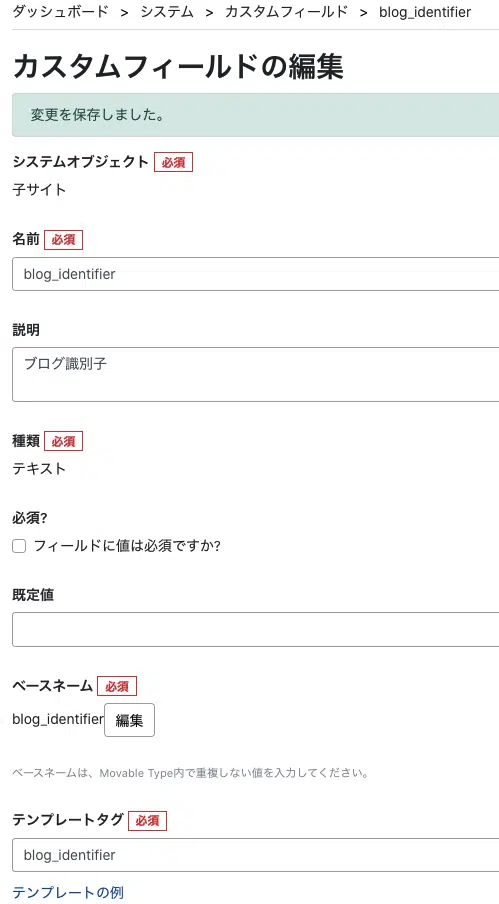 ダッシュボード > システム > カスタムフィールド > blog_identifier
カスタムフィールドの編集
変更を保存しました。
システムオブジェクト 必須
子サイト
名前 必須
blog_identifier
説明
ブログ識別子
種類 必須
テキスト
必須?
フィールドに値は必須ですか?
既定値
ベースネーム 必須
blog_identifier 編集
ベースネームは、Movable Type内で重複しない値を入力してください。
テンプレートタグ 必須
blog_identifier
テンプレートの例